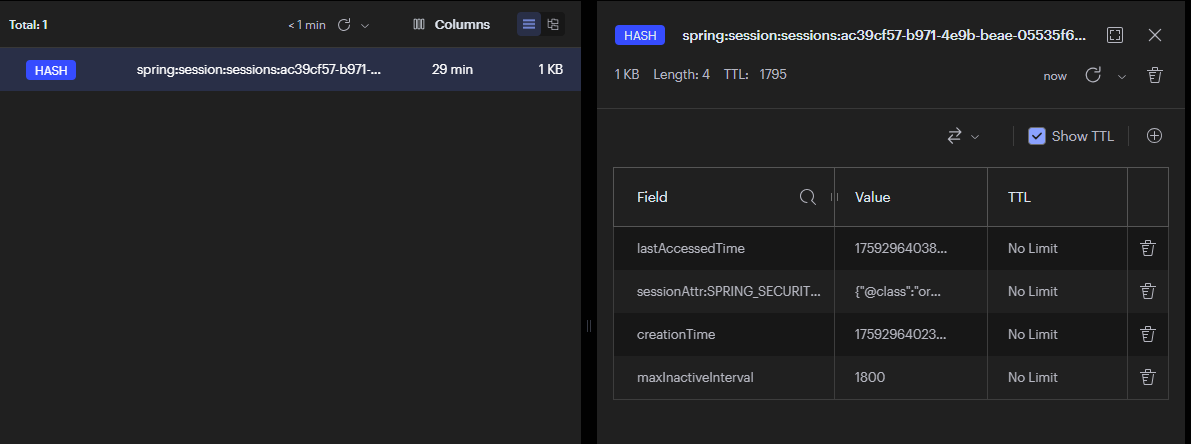 Total: 1
< 1 min
Columns
HASH
spring:session:sessions:ac39cf57-b971-...
29 min
1 KB
HASH
spring:session:sessions:ac39cf57-b971-4e9b-beae-05535f6...
1 KB Length: 4 TTL: 1795
now
Show TTL
Field Value TTL
lastAccessedTime 17592964038... No Limit
sessionAttr:SPRING_SECURIT... {"@class":"or... No Limit
creationTime 17592964023... No Limit
maxInactiveInterval 1800 No Limit